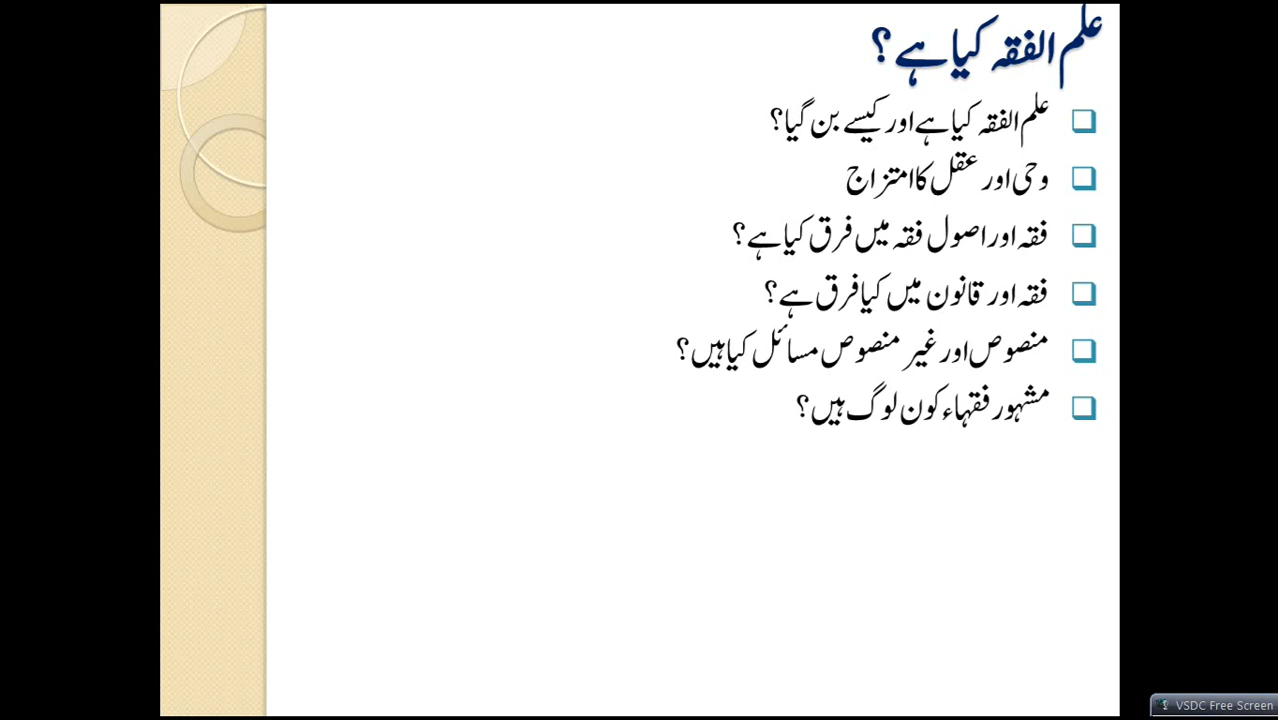 علم الفقہ کیا ہے؟
علم الفقہ کیا ہے اور کیسے بن گیا؟
وحی اور عقل کا امتزاج
فقہ اور اصول فقہ میں فرق کیا ہے؟
فقہ اور قانون میں کیا فرق ہے؟
منصوص اور غیر منصوص مسائل کیا ہیں؟
مشہور فقہاء کون لوگ ہیں؟
VSDC Free Screen